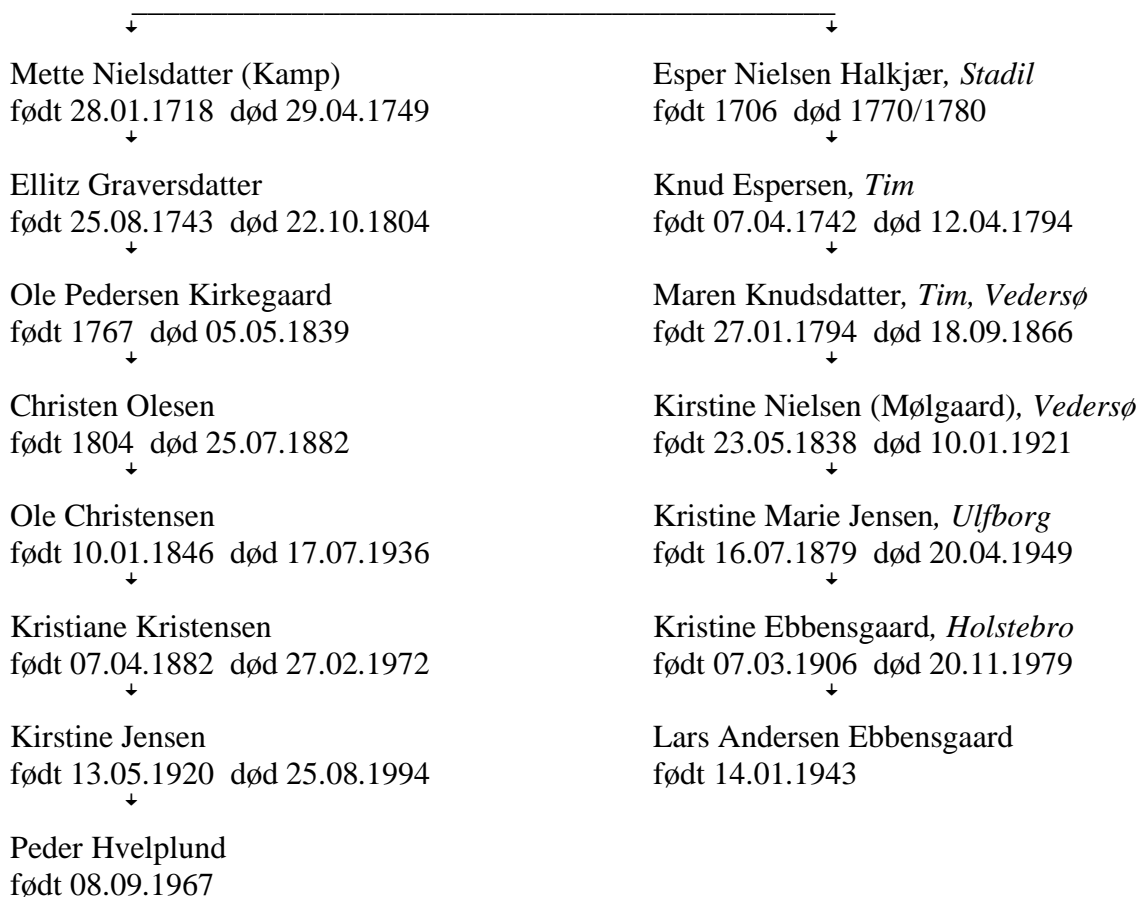 Mette Nielsdatter (Kamp)
født 28.01.1718 død 29.04.1749
Ellitz Graversdatter
født 25.08.1743 død 22.10.1804
Ole Pedersen Kirkegaard
født 1767 død 05.05.1839
Christen Olesen
født 1804 død 25.07.1882
Ole Christensen
født 10.01.1846 død 17.07.1936
Kristiane Kristensen
født 07.04.1882 død 27.02.1972
Kirstine Jensen
født 13.05.1920 død 25.08.1994
Peder Hvelplund
født 08.09.1967
Esper Nielsen Halkjær, Stadil
født 1706 død 1770/1780
Knud Espersen, Tim
født 07.04.1742 død 12.04.1794
Maren Knudsdatter, Tim, Vedersø
født 27.01.1794 død 18.09.1866
Kirstine Nielsen (Mølgaard), Vedersø
født 23.05.1838 død 10.01.1921
Kristine Marie Jensen, Ulfborg
født 16.07.1879 død 20.04.1949
Kristine Ebbensgaard, Holstebro
født 07.03.1906 død 20.11.1979
Lars Andersen Ebbensgaard
født 14.01.1943